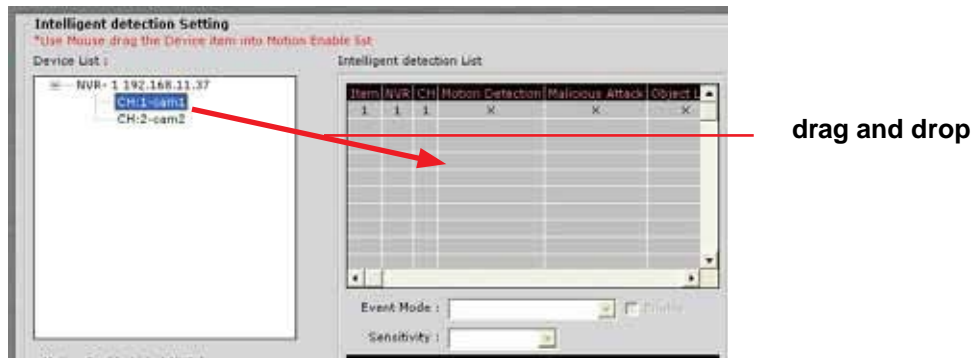 Intelligent detection Setting
*Use Mouse drag the Device item into Motion Enable list
Device List :
Intelligent detection List
NVR- 1 192.168.11.37
CH:1-cam1
CH:2-cam2
Item NVR CH Motion Detection Malicious Attack Object L
1 1 1 X X X
drag and drop
Event Mode :
Enable
Sensitivity :